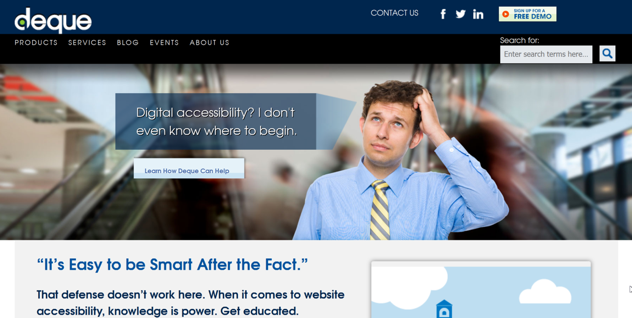 deque
CONTACT US
SIGN UP FOR A
FREE DEMO
PRODUCTS SERVICES BLOG EVENTS ABOUT US
Search for:
Enter search terms here...
Digital accessibility? I don't
even know where to begin.
Learn How Deque Can Help
“It’s Easy to be Smart After the Fact.”
That defense doesn’t work here. When it comes to website
accessibility, knowledge is power. Get educated.